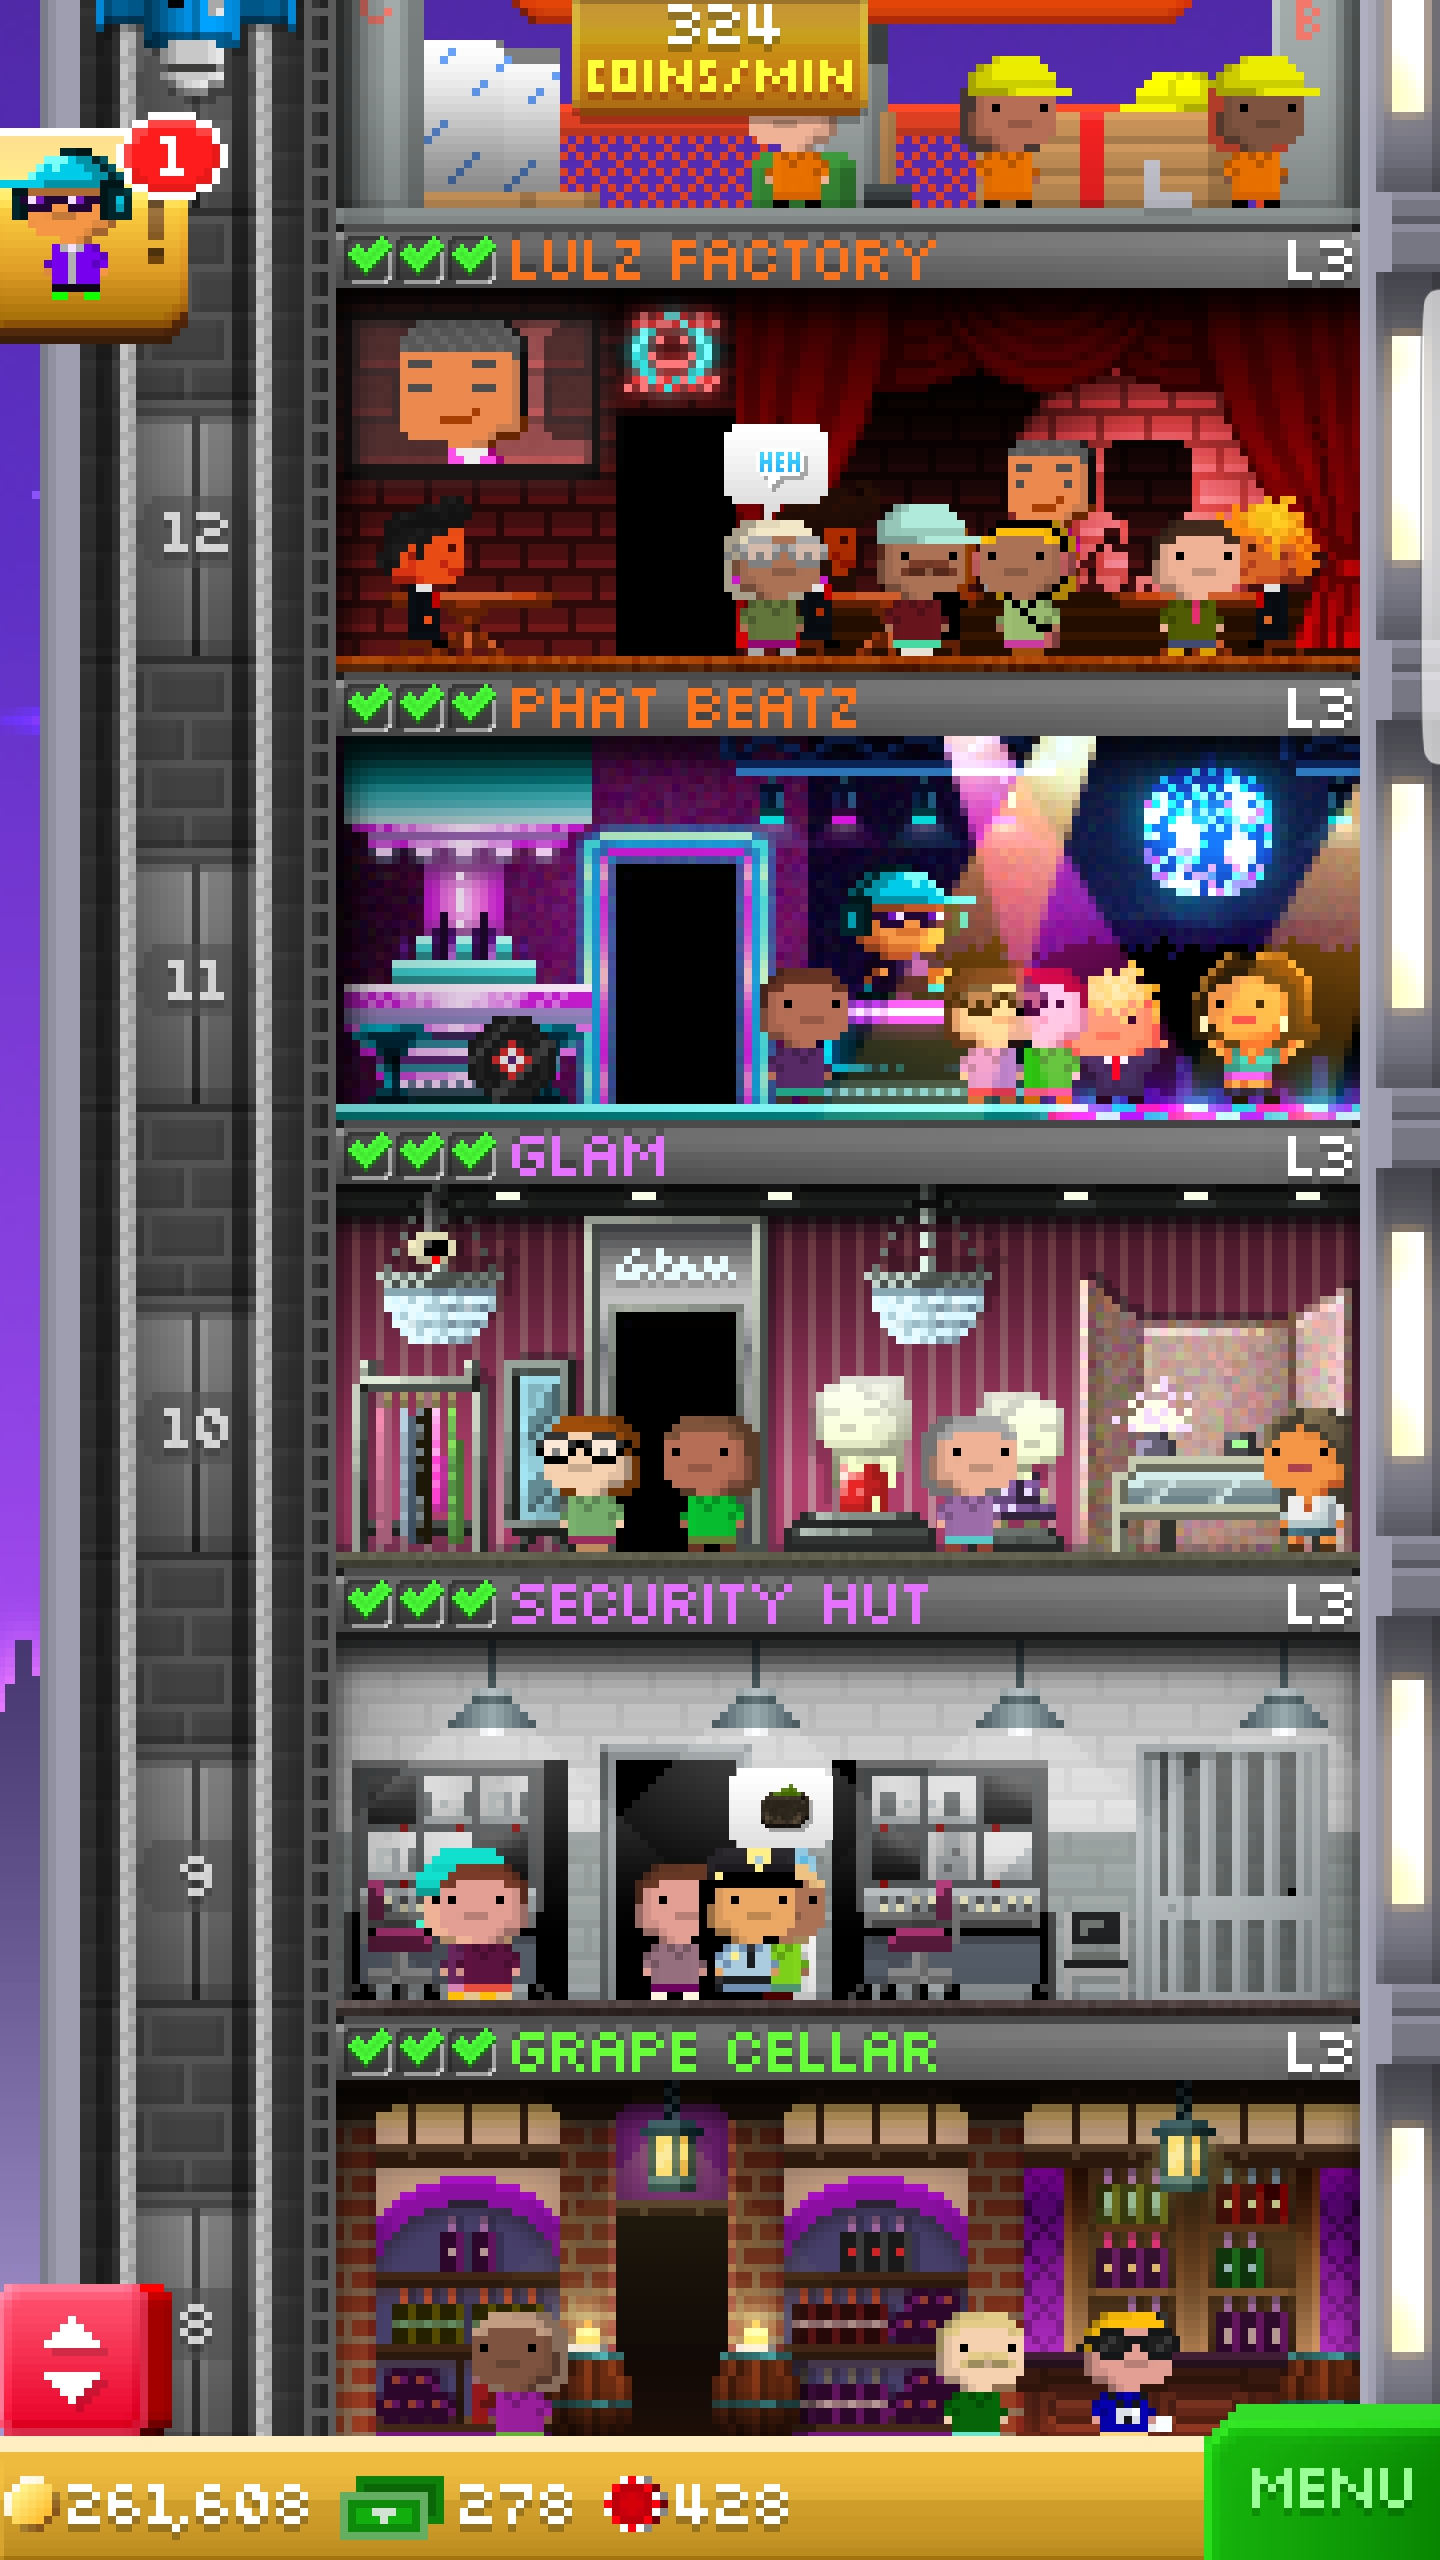 324
COINS/MIN
1
B
LULZ FACTORY L3
HEH
12
PHAT BEATZ L3
11
GLAM L3
Glam
10
SECURITY HUT L3
9
GRAPE CELLAR L3
8
261,608 278 428
MENU